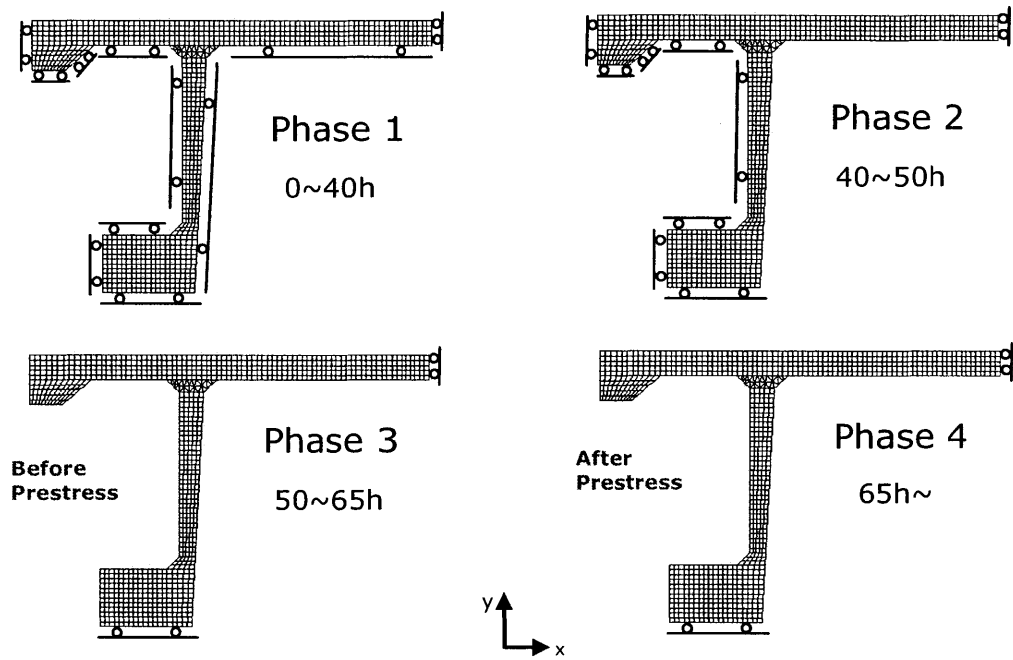 Phase 1
0~40h
Phase 2
40~50h
Phase 3
Before
Prestress
50~65h
Phase 4
After
Prestress
65h~
y
x